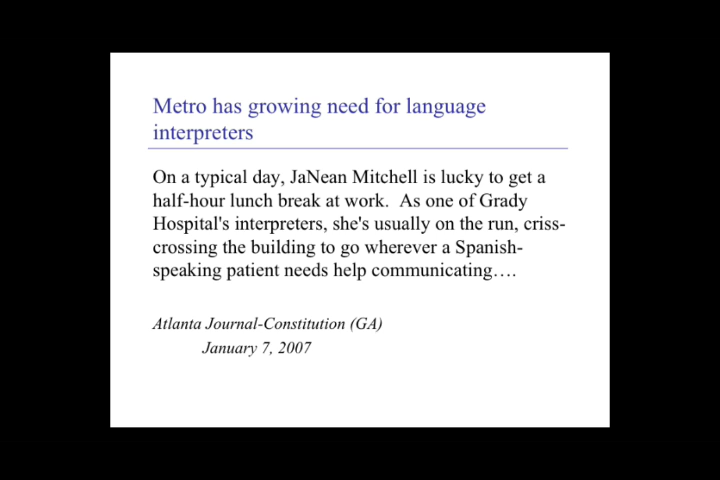 Metro has growing need for language
interpreters
On a typical day, JaNean Mitchell is lucky to get a
half-hour lunch break at work.  As one of Grady
Hospital's interpreters, she's usually on the run, criss-
crossing the building to go wherever a Spanish-
speaking patient needs help communicating….
Atlanta Journal-Constitution (GA)
January 7, 2007